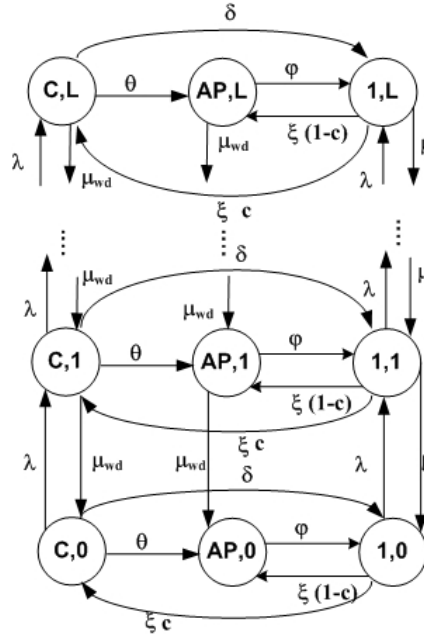 δ
C,L θ AP,L φ 1,L
ξ (1-c)
λ μwd μwd λ μ
ξ c
δ
λ μwd μwd λ μ
C,1 θ AP,1 φ 1,1
ξ (1-c)
ξ c
λ μwd μwd λ
δ
C,0 θ AP,0 φ 1,0
ξ(1-c)
ξ c